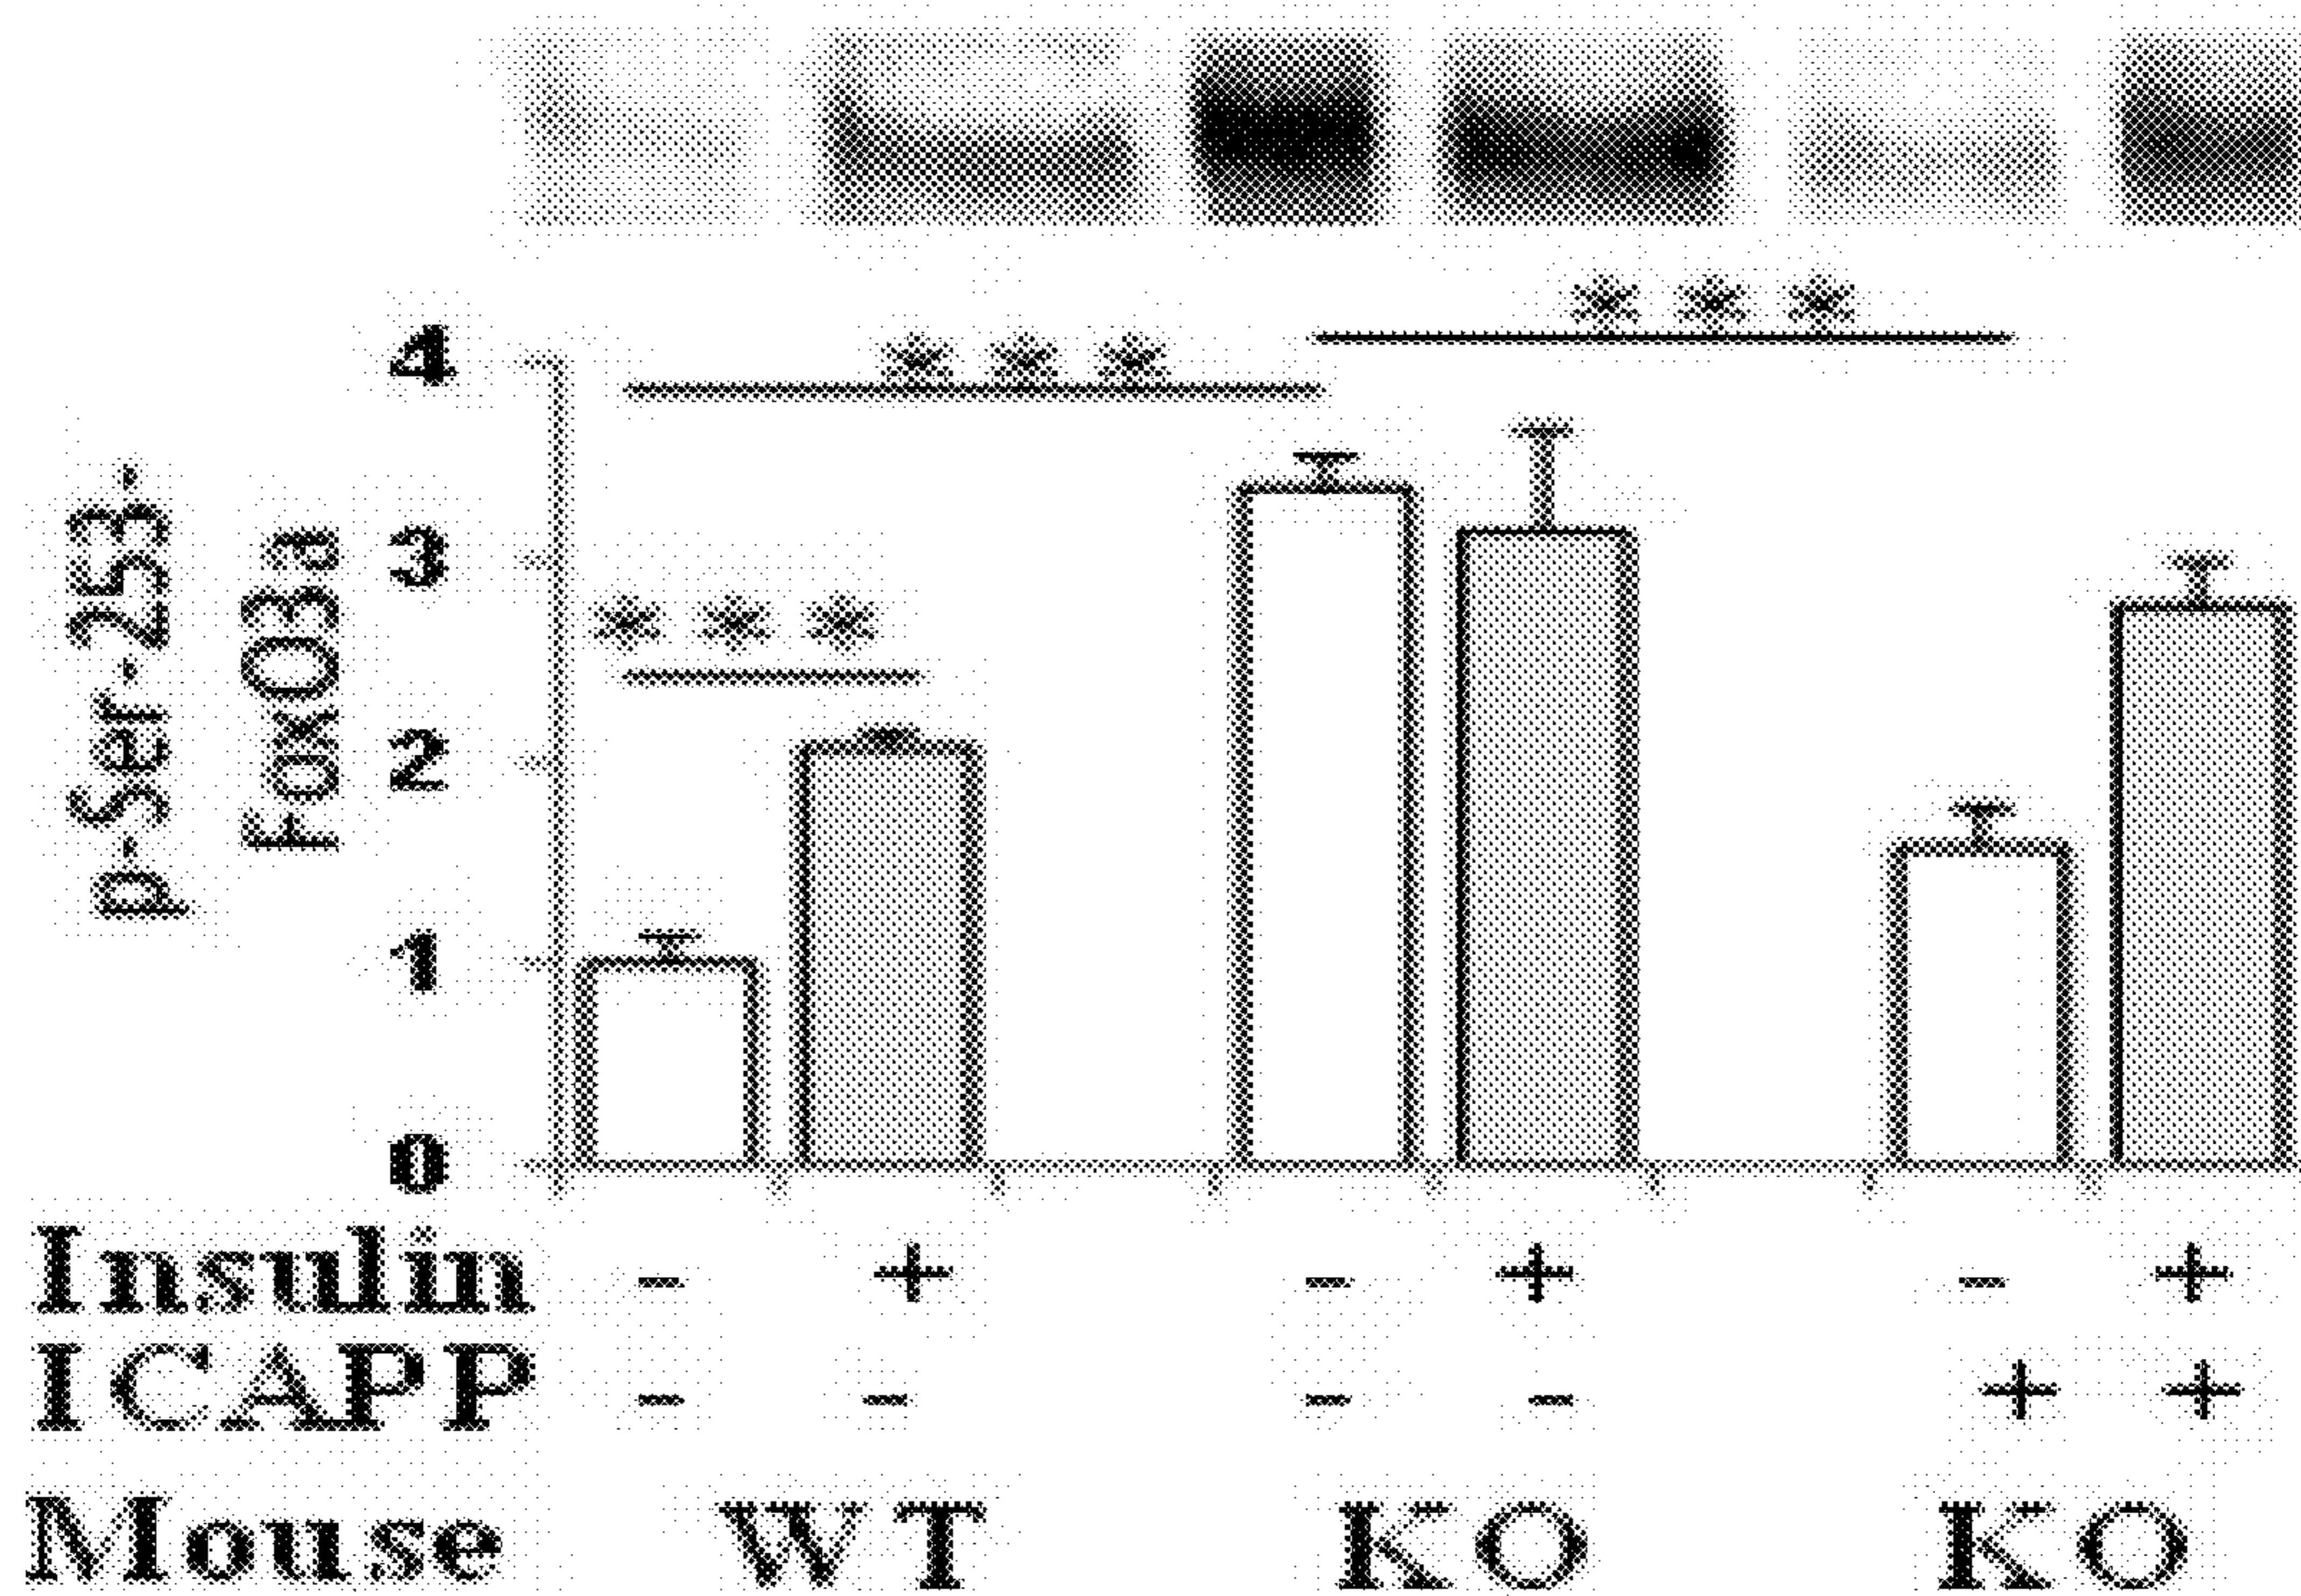 * * *
4 * * *
p-Ser-253-
FoxO3a
3
* * *
2
1
0
Insulin - + - + - +
ICAPP - - - - + +
Mouse WT KO KO